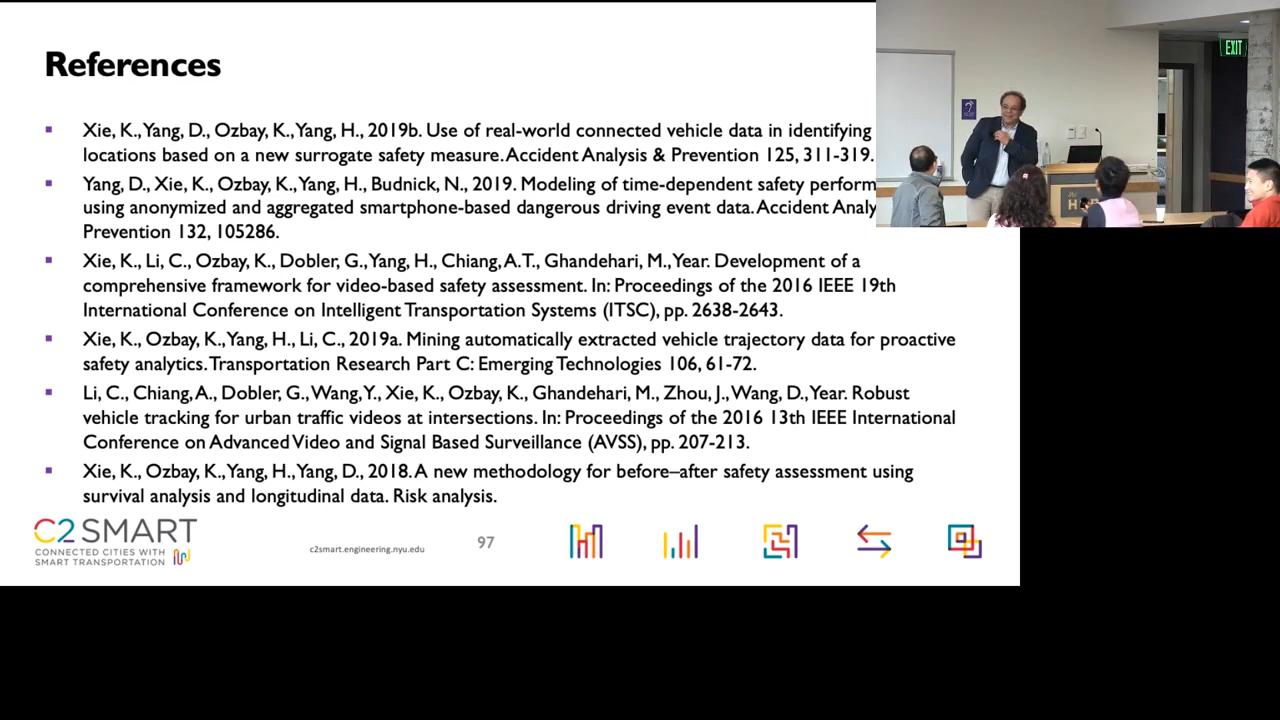 References
Xie, K., Yang, D., Ozbay, K., Yang, H., 2019b. Use of real-world connected vehicle data in identifying
locations based on a new surrogate safety measure. Accident Analysis & Prevention 125, 311-319.
Yang, D., Xie, K., Ozbay, K., Yang, H., Budnick, N., 2019. Modeling of time-dependent safety perform
using anonymized and aggregated smartphone-based dangerous driving event data. Accident Analy
Prevention 132, 105286.
Xie, K., Li, C., Ozbay, K., Dobler, G., Yang, H., Chiang, A.T., Ghandehari, M., Year. Development of a
comprehensive framework for video-based safety assessment. In: Proceedings of the 2016 IEEE 19th
International Conference on Intelligent Transportation Systems (ITSC), pp. 2638-2643.
Xie, K., Ozbay, K., Yang, H., Li, C., 2019a. Mining automatically extracted vehicle trajectory data for proactive
safety analytics. Transportation Research Part C: Emerging Technologies 106, 61-72.
Li, C., Chiang, A., Dobler, G., Wang, Y., Xie, K., Ozbay, K., Ghandehari, M., Zhou, J., Wang, D., Year. Robust
vehicle tracking for urban traffic videos at intersections. In: Proceedings of the 2016 13th IEEE International
Conference on Advanced Video and Signal Based Surveillance (AVSS), pp. 207-213.
Xie, K., Ozbay, K., Yang, H., Yang, D., 2018. A new methodology for before–after safety assessment using
survival analysis and longitudinal data. Risk analysis.
C2 SMART
CONNECTED CITIES WITH
SMART TRANSPORTATION
c2smart.engineering.nyu.edu
97
EXIT